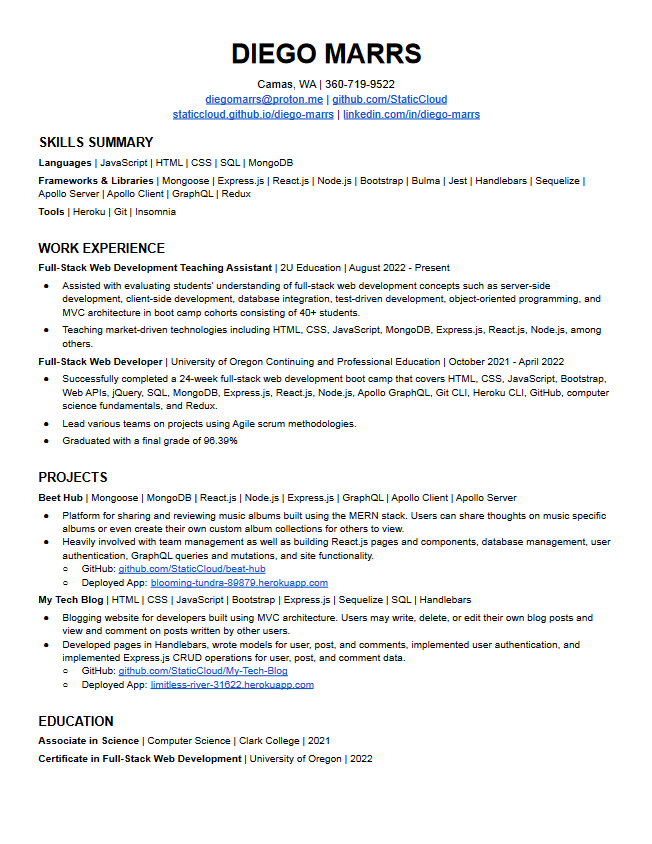 DIEGO MARRS
Camas, WA | 360-719-9522
diegomarrs@proton.me | github.com/StaticCloud
staticcloud.github.io/diego-marrs | linkedin.com/in/diego-marrs
SKILLS SUMMARY
Languages | JavaScript | HTML | CSS | SQL | MongoDB
Frameworks & Libraries | Mongoose | Express.js | React.js | Node.js | Bootstrap | Bulma | Jest | Handlebars | Sequelize |
Apollo Server | Apollo Client | GraphQL | Redux
Tools | Heroku | Git | Insomnia
WORK EXPERIENCE
Full-Stack Web Development Teaching Assistant | 2U Education | August 2022 - Present
● Assisted with evaluating students' understanding of full-stack web development concepts such as server-side
development, client-side development, database integration, test-driven development, object-oriented programming, and
MVC architecture in boot camp cohorts consisting of 40+ students.
● Teaching market-driven technologies including HTML, CSS, JavaScript, MongoDB, Express.js, React.js, Node.js, among
others.
Full-Stack Web Developer | University of Oregon Continuing and Professional Education | October 2021 - April 2022
● Successfully completed a 24-week full-stack web development boot camp that covers HTML, CSS, JavaScript, Bootstrap,
Web APIs, jQuery, SQL, MongoDB, Express.js, React.js, Node.js, Apollo GraphQL, Git CLI, Heroku CLI, GitHub, computer
science fundamentals, and Redux.
● Lead various teams on projects using Agile scrum methodologies.
● Graduated with a final grade of 96.39%
PROJECTS
Beet Hub | Mongoose | MongoDB | React.js | Node.js | Express.js | GraphQL | Apollo Client | Apollo Server
● Platform for sharing and reviewing music albums built using the MERN stack. Users can share thoughts on music specific
albums or even create their own custom album collections for others to view.
● Heavily involved with team management as well as building React.js pages and components, database management, user
authentication, GraphQL queries and mutations, and site functionality.
○ GitHub: github.com/StaticCloud/beat-hub
○ Deployed App: blooming-tundra-89879.herokuapp.com
My Tech Blog | HTML | CSS | JavaScript | Bootstrap | Express.js | Sequelize | SQL | Handlebars
● Blogging website for developers built using MVC architecture. Users may write, delete, or edit their own blog posts and
view and comment on posts written by other users.
● Developed pages in Handlebars, wrote models for user, post, and comments, implemented user authentication, and
implemented Express.js CRUD operations for user, post, and comment data.
○ GitHub: github.com/StaticCloud/My-Tech-Blog
○ Deployed App: limitless-river-31622.herokuapp.com
EDUCATION
Associate in Science | Computer Science | Clark College | 2021
Certificate in Full-Stack Web Development | University of Oregon | 2022